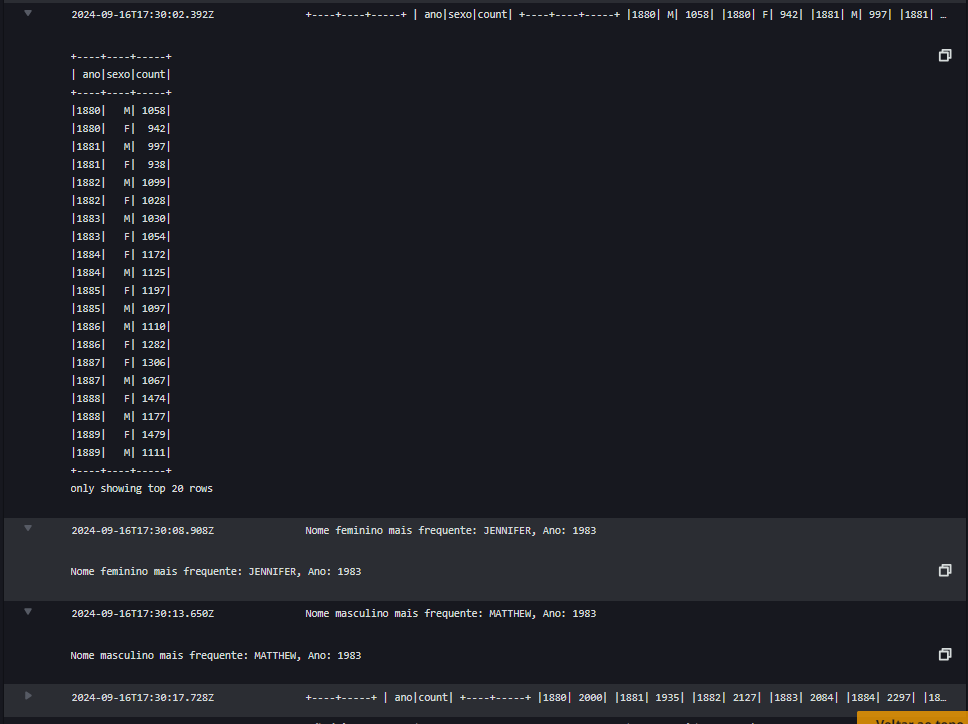 2024-09-16T17:30:02.392Z +----+----+-----+ | ano|sexo|count| +----+----+-----+ |1880| M| 1058| |1880| F| 942| |1881| M| 997| |1881| …
+----+----+-----+
| ano|sexo|count|
+----+----+-----+
|1880|   M| 1058|
|1880|   F|  942|
|1881|   M|  997|
|1881|   F|  938|
|1882|   M| 1099|
|1882|   F| 1028|
|1883|   M| 1030|
|1883|   F| 1054|
|1884|   F| 1172|
|1884|   M| 1125|
|1885|   F| 1197|
|1885|   M| 1097|
|1886|   M| 1110|
|1886|   F| 1282|
|1887|   F| 1306|
|1887|   M| 1067|
|1888|   F| 1474|
|1888|   M| 1177|
|1889|   F| 1479|
|1889|   M| 1111|
+----+----+-----+
only showing top 20 rows
2024-09-16T17:30:08.908Z Nome feminino mais frequente: JENNIFER, Ano: 1983
Nome feminino mais frequente: JENNIFER, Ano: 1983
2024-09-16T17:30:13.650Z Nome masculino mais frequente: MATTHEW, Ano: 1983
Nome masculino mais frequente: MATTHEW, Ano: 1983
2024-09-16T17:30:17.728Z +----+-----+ | ano|count| +----+-----+ |1880| 2000| |1881| 1935| |1882| 2127| |1883| 2084| |1884| 2297| |18…
Voltar ao topo